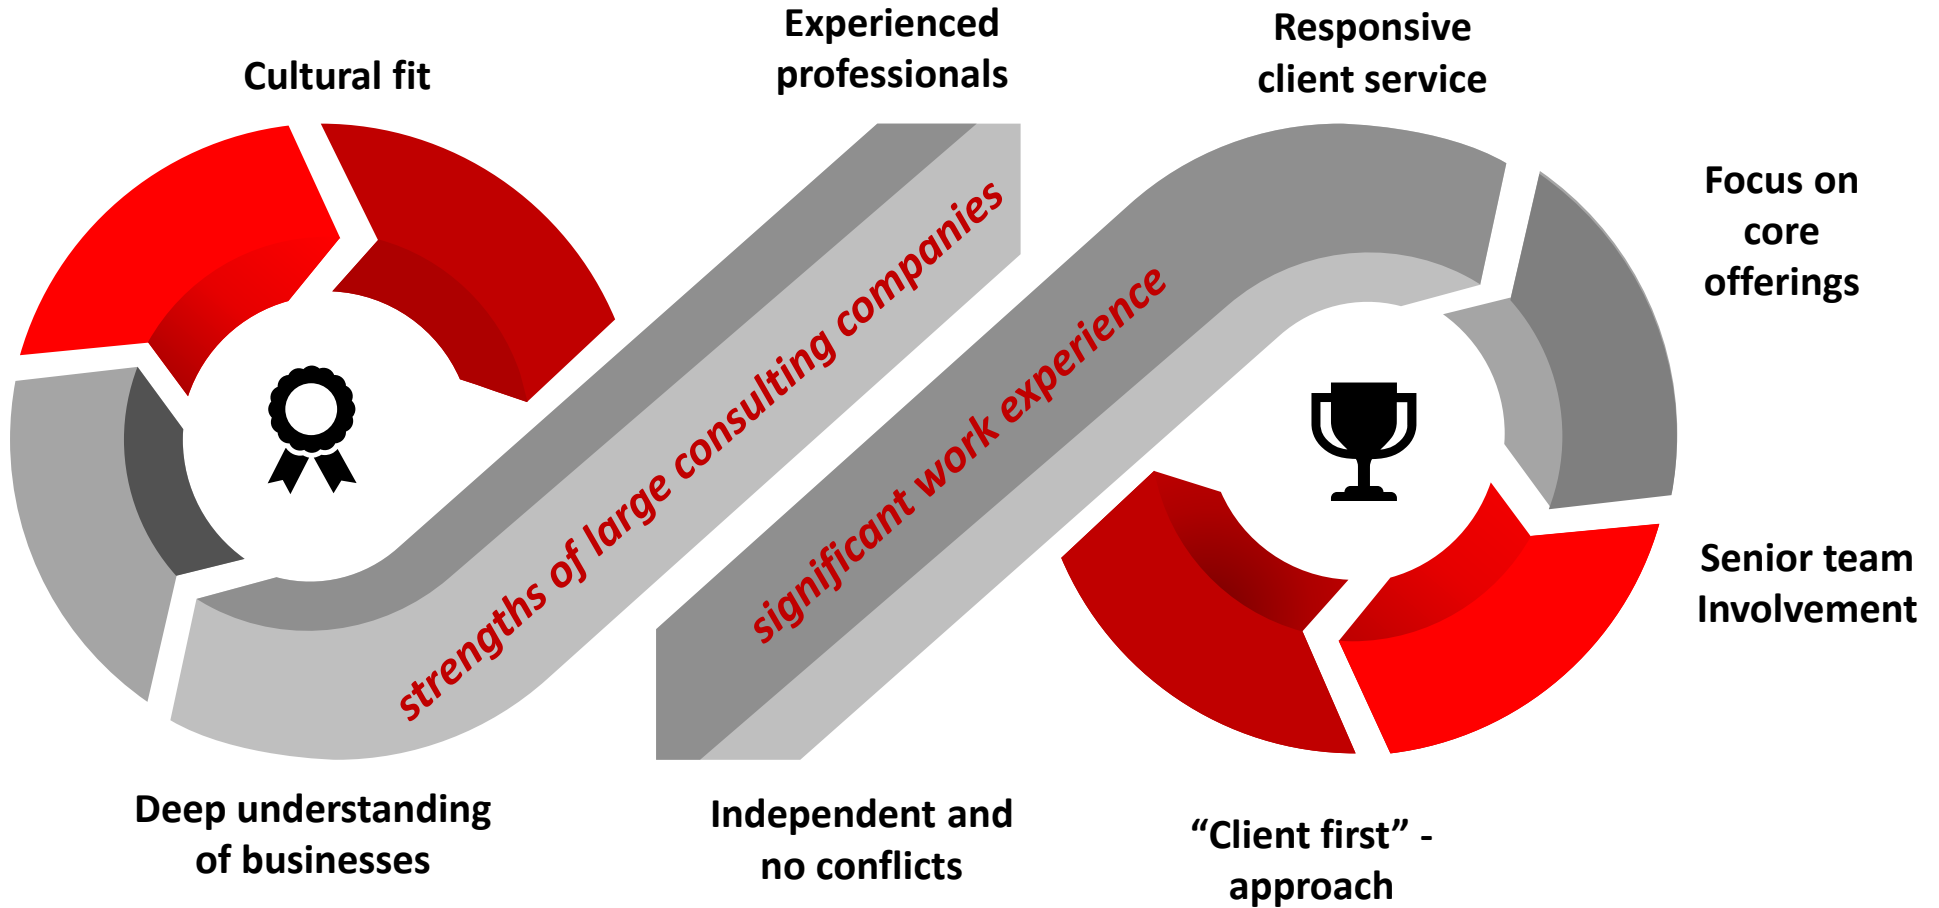 Cultural fit
Experienced
professionals
Responsive
client service
Focus on
core
offerings
strengths of large consulting companies
significant work experience
Senior team
Involvement
Deep understanding
of businesses
Independent and
no conflicts
“Client first” -
approach